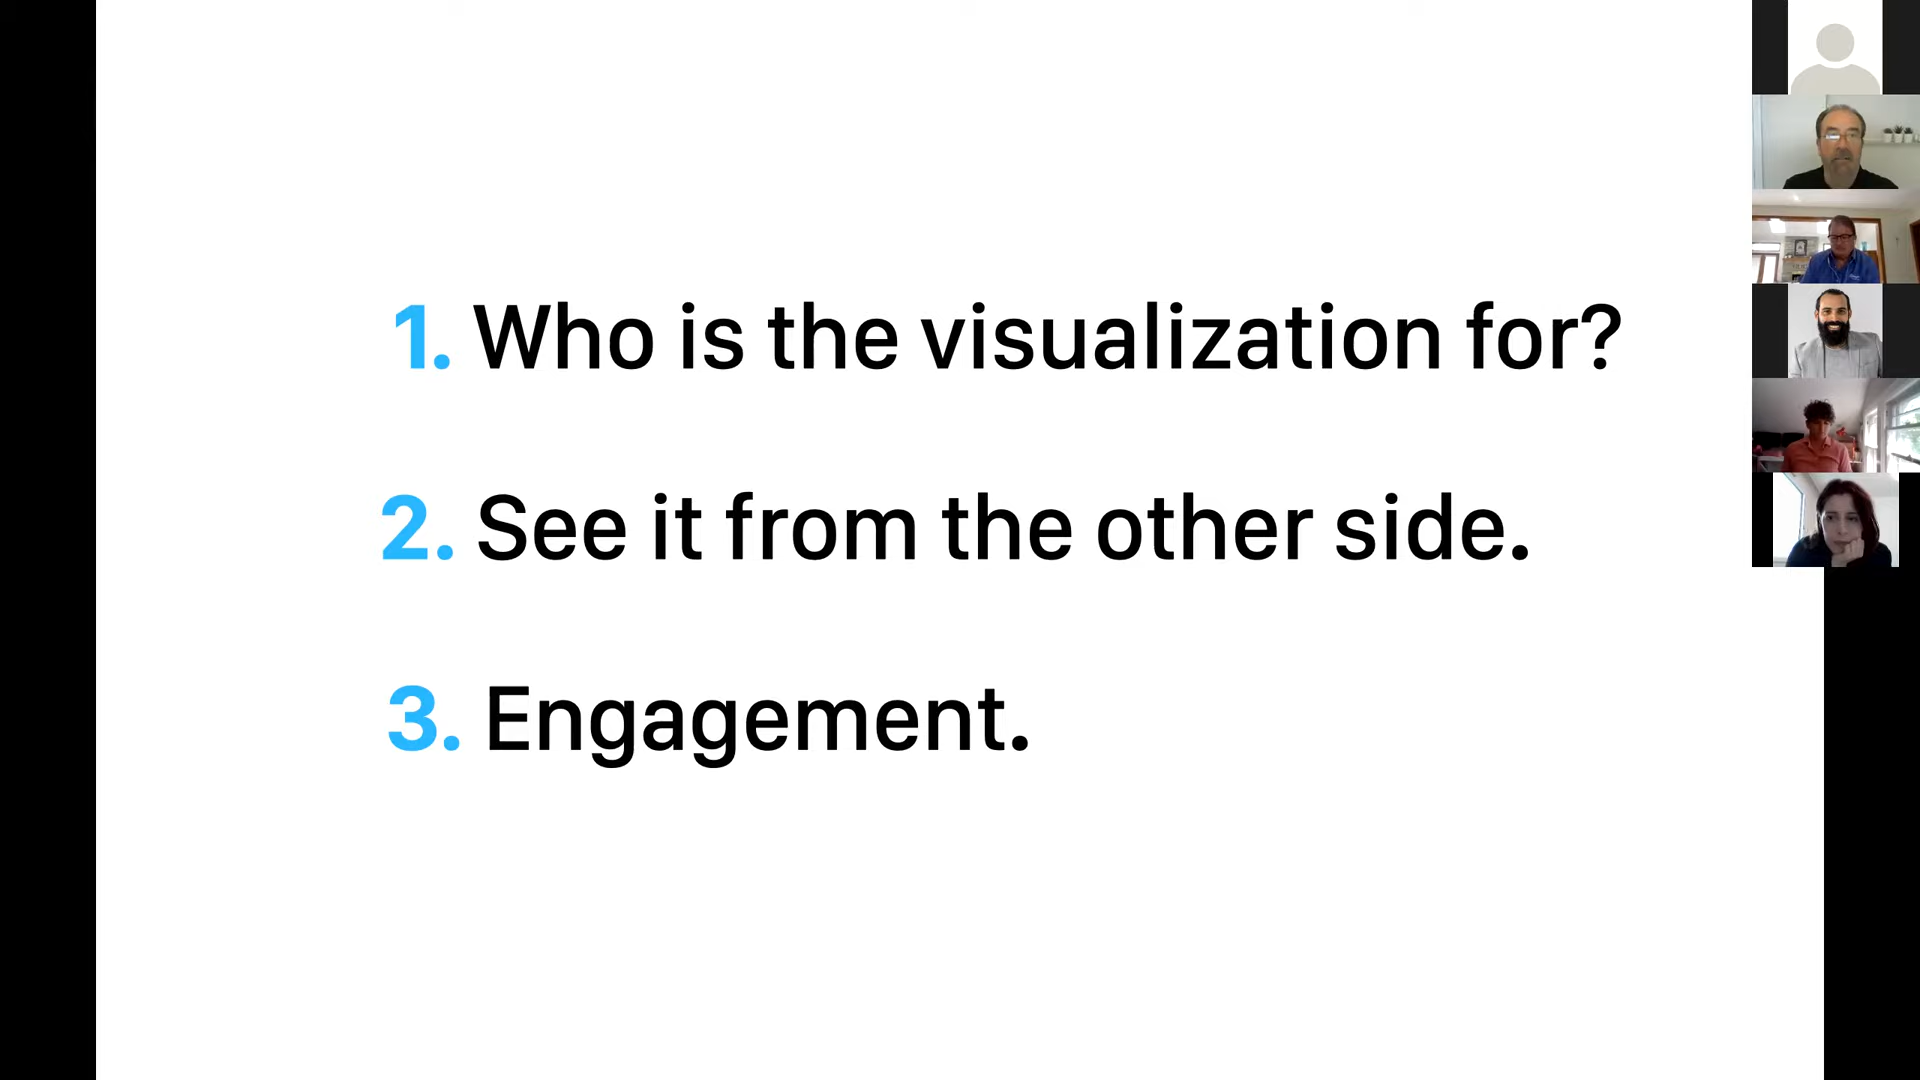 1. Who is the visualization for?
2. See it from the other side.
3. Engagement.